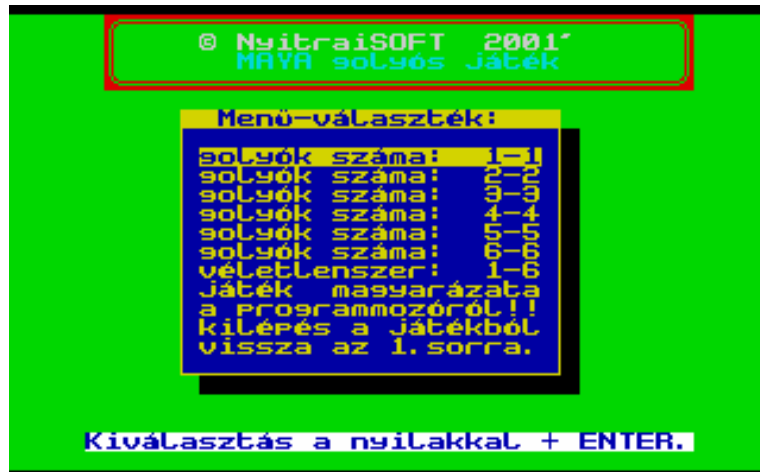 © NyitraiSOFT 2001'
MAYA golyós játék
Menü-választék:
golyók száma: 1-1
golyók száma: 2-2
golyók száma: 3-3
golyók száma: 4-4
golyók száma: 5-5
golyók száma: 6-6
véletlenszer: 1-6
játék magyarázata
a programmozóról!!
kilépés a játékból
vissza az 1.sorra.
Kiválasztás a nyilakkal + ENTER.